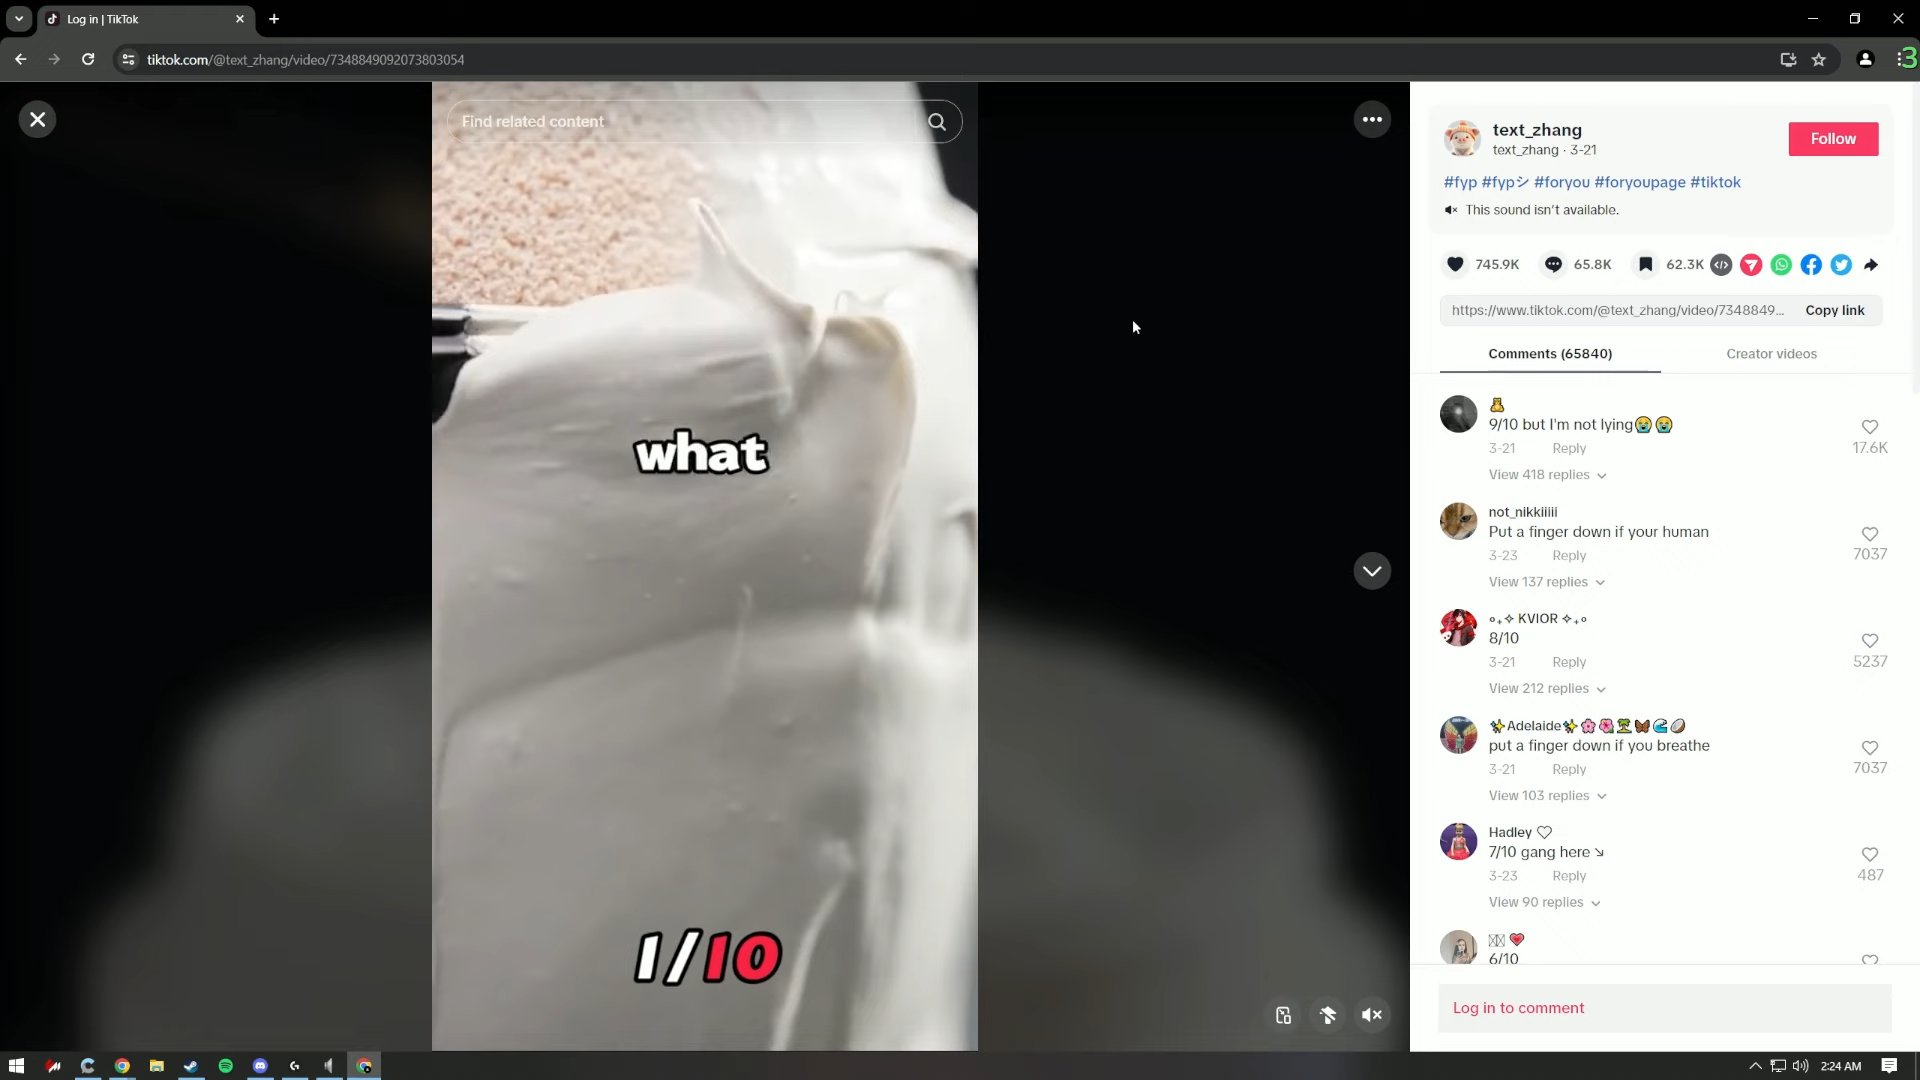 Log in | TikTok
tiktok.com/@text_zhang/video/7348849092073803054
3
Find related content
what
1/10
text_zhang
text_zhang · 3-21
Follow
#fyp #fypシ #foryou #foryoupage #tiktok
This sound isn't available.
745.9K
65.8K
62.3K
https://www.tiktok.com/@text_zhang/video/7348849...
Copy link
Comments (65840)
Creator videos
9/10 but I'm not lying😭😭
3-21 Reply
17.6K
View 418 replies
not_nikkiiiii
Put a finger down if your human
3-23 Reply
7037
View 137 replies
∘₊✧ KVIOR ✧₊∘
8/10
3-21 Reply
5237
View 212 replies
✨Adelaide✨🌸🌺🏝🦋🌊🥥
put a finger down if you breathe
3-21 Reply
7037
View 103 replies
Hadley ♡
7/10 gang here ↘
3-23 Reply
487
View 90 replies
6/10
Log in to comment
2:24 AM